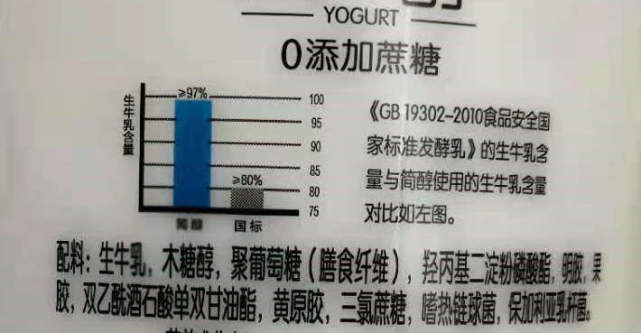 YOGURT
0添加蔗糖
生牛乳含量
≥97%
≥80%
100
95
90
85
80
75
简醇
国标
《GB 19302-2010食品安全国
家标准发酵乳》的生牛乳含
量与简醇使用的生牛乳含量
对比如左图。
配料：生牛乳，木糖醇，聚葡萄糖（膳食纤维），羟丙基二淀粉磷酸酯，明胶，果
胶，双乙酰酒石酸单双甘油酯，黄原胶，三氯蔗糖，嗜热链球菌，保加利亚乳杆菌。